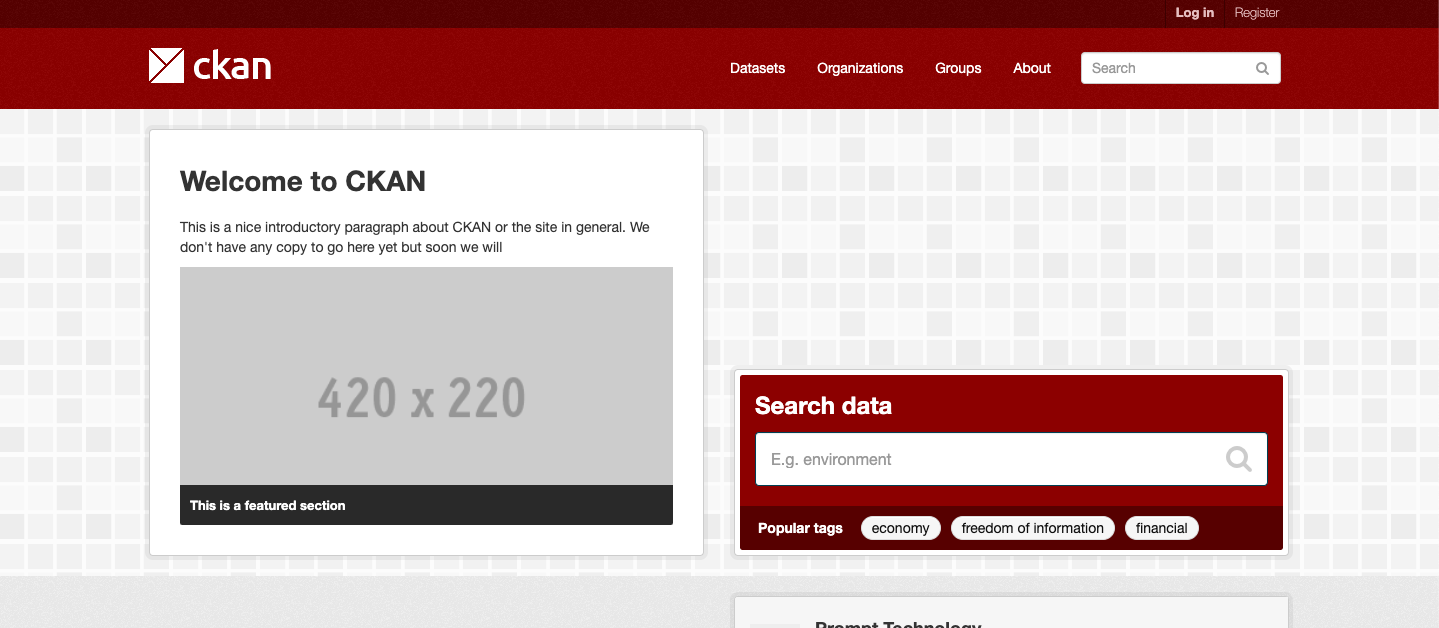 Log in Register
ckan
Datasets Organizations Groups About Search
Welcome to CKAN
This is a nice introductory paragraph about CKAN or the site in general. We
don't have any copy to go here yet but soon we will
420 x 220
This is a featured section
Search data
E.g. environment
Popular tags economy freedom of information financial
Prompt Technology